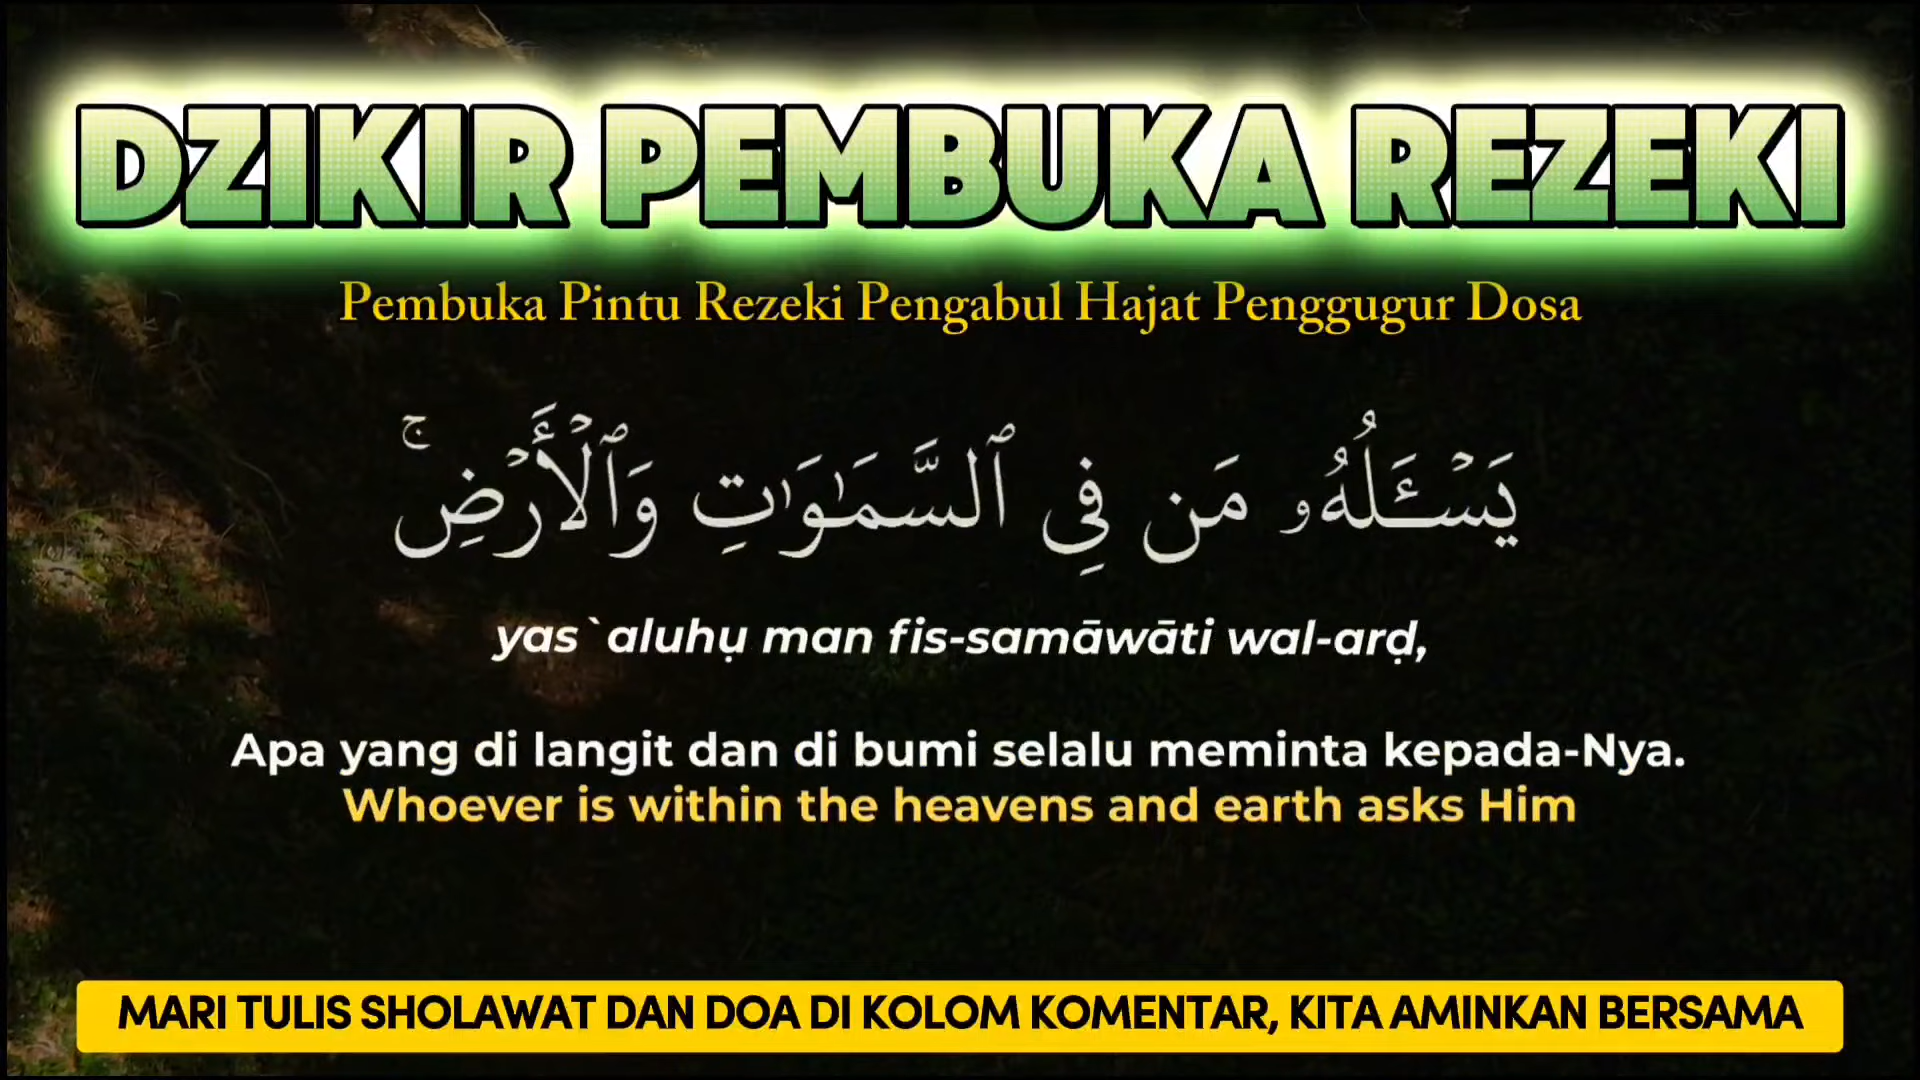 DZIKIR PEMBUKA REZEKI
Pembuka Pintu Rezeki Pengabul Hajat Penggugur Dosa
يَسْـَٔلُهُۥ مَن فِى ٱلسَّمَـٰوَٰتِ وَٱلْأَرْضِ ۚ
yas`aluhụ man fis-samāwāti wal-arḍ,
Apa yang di langit dan di bumi selalu meminta kepada-Nya.
Whoever is within the heavens and earth asks Him
MARI TULIS SHOLAWAT DAN DOA DI KOLOM KOMENTAR, KITA AMINKAN BERSAMA